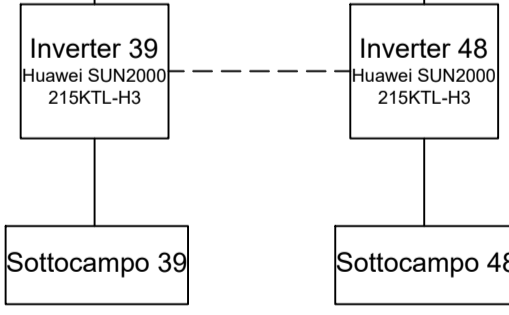 Inverter 39
Huawei SUN2000
215KTL-H3
Inverter 48
Huawei SUN2000
215KTL-H3
Sottocampo 39
Sottocampo 48